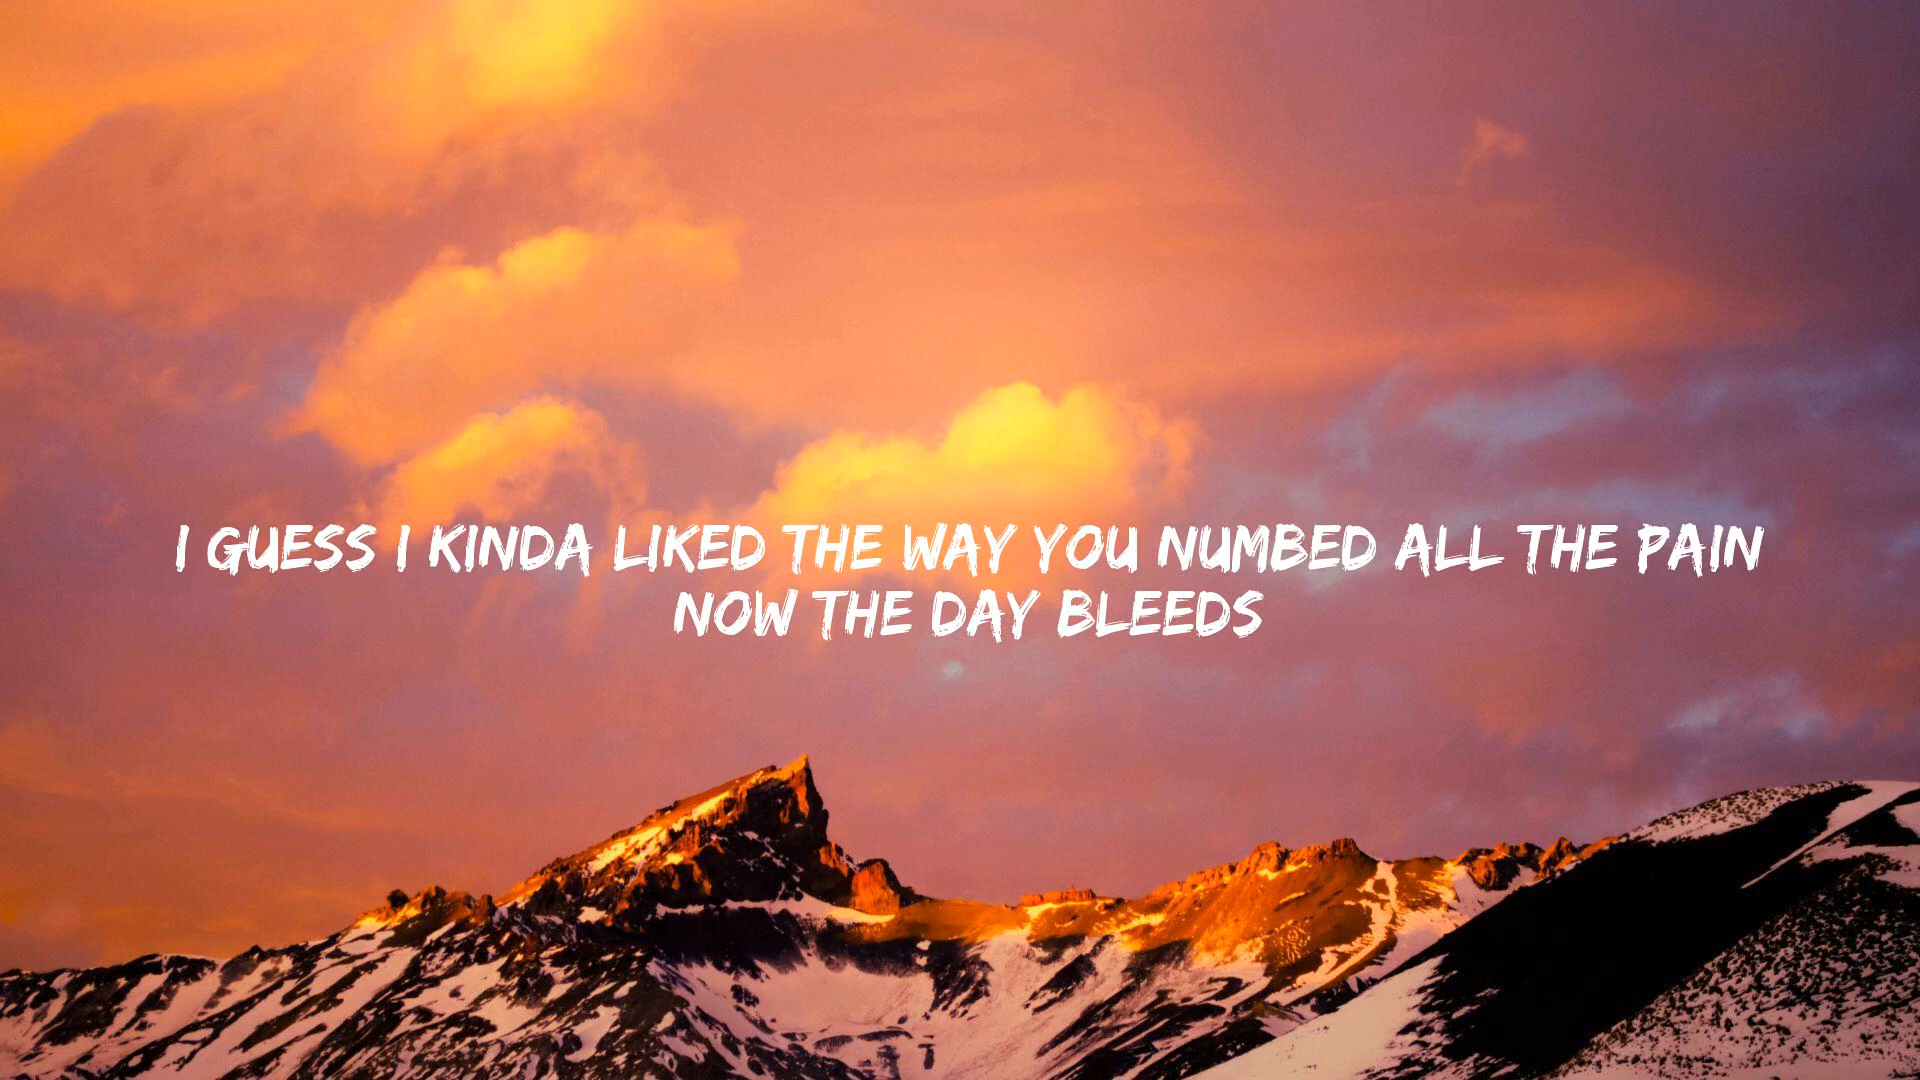 I GUESS I KINDA LIKED THE WAY YOU NUMBED ALL THE PAIN
NOW THE DAY BLEEDS